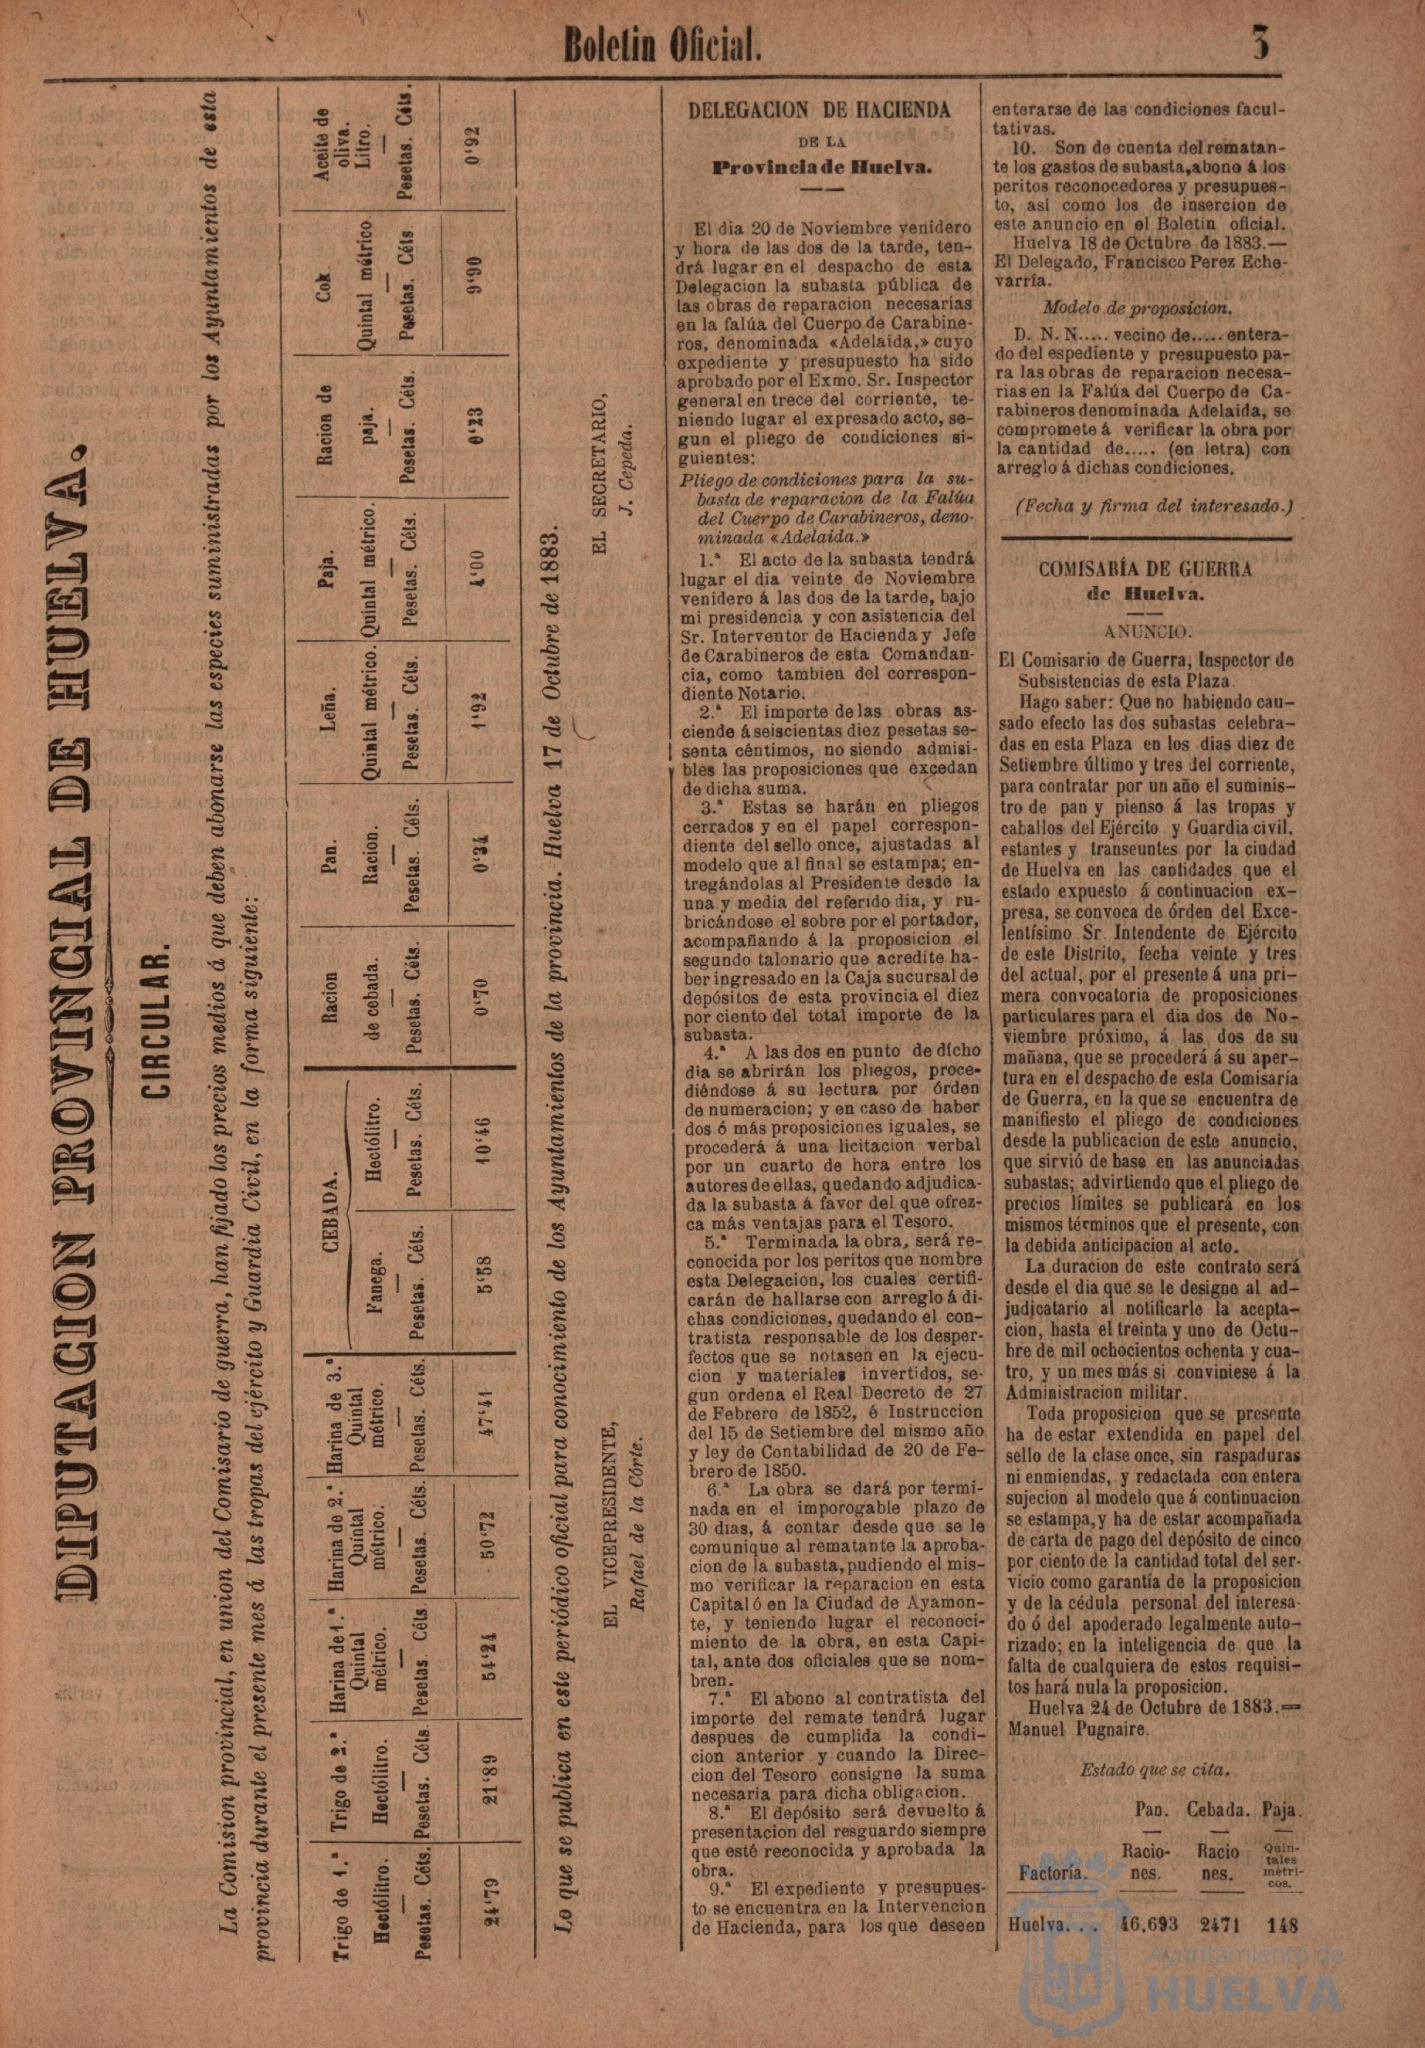 Boletin Oficial.
3
DIPUTACION PROVINCIAL DE HUELVA.
CIRCULAR.
La Comision provincial, en union del Comisario de guerra, han fijado los precios medios á que deben abonarse las especies suministradas por los Ayuntamientos de esta
provincia durante el presente mes á las tropas del ejército y Guardia Civil, en la forma siguiente:
Trigo de 1.ª
Hectólitro.
Pesetas. Céts.
24'79
Trigo de 2.ª
Hectólitro.
Pesetas. Céts
21'89
Harina de 1.ª
Quintal
métrico.
Pesetas Céts.
54'24
Harina de 2.ª
Quintal
métrico.
Pesetas. Céts.
50'72
Harina de 3.ª
Quintal
métrico.
Pesetas. Céts.
47'41
CEBADA.
Fanega.
Pesetas. Céts.
5'58
Hectólitro.
Pesetas. Céts.
10'46
Racion
de cebada.
Pesetas. Céts.
0'70
Pan.
Racion.
Pesetas. Céts.
0'34
Leña.
Quintal métrico.
Pesetas. Céts.
1'92
Paja.
Quintal métrico.
Pesetas. Céts.
4'00
Racion de
paja.
Pesetas. Céts.
0'23
Cok
Quintal métrico
Pesetas. Céts
9'90
Aceite de
oliva.
Litro.
Pesetas. Céts.
0'92
Lo que se publica en este periódico oficial para conocimiento de los Ayuntamientos de la provincia. Huelva 17 de Octubre de 1883.
EL VICEPRESIDENTE,
Rafael de la Córte.
EL SECRETARIO,
J. Cepeda.
DELEGACION DE HACIENDA
DE LA
Provincia de Huelva.
El dia 20 de Noviembre venidero
y hora de las dos de la tarde, ten-
drá lugar en el despacho de esta
Delegacion la subasta pública de
las obras de reparacion necesarias
en la falúa del Cuerpo de Carabine-
ros, denominada «Adelaida,» cuyo
expediente y presupuesto ha sido
aprobado por el Exmo. Sr. Inspector
general en trece del corriente, te-
niendo lugar el expresado acto, se-
gun el pliego de condiciones si-
guientes:
Pliego de condiciones para la su-
basta de reparacion de la Falúa
del Cuerpo de Carabineros, deno-
minada «Adelaida.»
1.ª El acto de la subasta tendrá
lugar el dia veinte de Noviembre
venidero á las dos de la tarde, bajo
mi presidencia y con asistencia del
Sr. Interventor de Hacienda y Jefe
de Carabineros de esta Comandan-
cia, como tambien del correspon-
diente Notario.
2.ª El importe de las obras as-
ciende á seiscientas diez pesetas se-
senta céntimos, no siendo admisi-
bles las proposiciones que excedan
de dicha suma.
3.ª Estas se harán en pliegos
cerrados y en el papel correspon-
diente del sello once, ajustadas al
modelo que al final se estampa; en-
tregándolas al Presidente desde la
una y media del referido dia, y ru-
bricándose el sobre por el portador,
acompañando á la proposicion el
segundo talonario que acredite ha-
ber ingresado en la Caja sucursal de
depósitos de esta provincia el diez
por ciento del total importe de la
subasta.
4.ª A las dos en punto de dicho
dia se abrirán los pliegos, proce-
diéndose á su lectura por órden
de numeracion; y en caso de haber
dos ó más proposiciones iguales, se
procederá á una licitacion verbal
por un cuarto de hora entre los
autores de ellas, quedando adjudica-
da la subasta á favor del que ofrez-
ca más ventajas para el Tesoro.
5.ª Terminada la obra, será re-
conocida por los peritos que nombre
esta Delegacion, los cuales certifi-
carán de hallarse con arreglo á di-
chas condiciones, quedando el con-
tratista responsable de los desper-
fectos que se notasen en la ejecu-
cion y materiales invertidos, se-
gun ordena el Real Decreto de 27
de Febrero de 1852, é Instruccion
del 15 de Setiembre del mismo año
y ley de Contabilidad de 20 de Fe-
brero de 1850.
6.ª La obra se dará por termi-
nada en el imporogable plazo de
30 dias, á contar desde que se le
comunique al rematante la aproba-
cion de la subasta, pudiendo el mis-
mo verificar la reparacion en esta
Capital ó en la Ciudad de Ayamon-
te, y teniendo lugar el reconoci-
miento de la obra, en esta Capi-
tal, ante dos oficiales que se nom-
bren.
7.ª El abono al contratista del
importe del remate tendrá lugar
despues de cumplida la condi-
cion anterior y cuando la Direc-
cion del Tesoro consigne la suma
necesaria para dicha obligacion.
8.ª El depósito será devuelto á
presentacion del resguardo siempre
que esté reconocida y aprobada la
obra.
9.ª El expediente y presupues-
to se encuentra en la Intervencion
de Hacienda, para los que deseen
enterarse de las condiciones facul-
tativas.
10. Son de cuenta del rematan-
te los gastos de subasta, abono á los
peritos reconocedores y presupues-
to, asi como los de insercion de
este anuncio en el Boletin oficial.
Huelva 18 de Octubre de 1883.—
El Delegado, Francisco Perez Eche-
varría.
Modelo de proposicion.
D. N. N..... vecino de..... entera-
do del espediente y presupuesto pa-
ra las obras de reparacion necesa-
rias en la Falúa del Cuerpo de Ca-
rabineros denominada Adelaida, se
compromete á verificar la obra por
la cantidad de..... (en letra) con
arreglo á dichas condiciones.
(Fecha y firma del interesado.)
COMISARÍA DE GUERRA
de Huelva.
ANUNCIO.
El Comisario de Guerra, Inspector de
Subsistencias de esta Plaza.
Hago saber: Que no habiendo cau-
sado efecto las dos subastas celebra-
das en esta Plaza en los dias diez de
Setiembre último y tres del corriente,
para contratar por un año el suminis-
tro de pan y pienso á las tropas y
caballos del Ejército y Guardia civil,
estantes y transeuntes por la ciudad
de Huelva en las cantidades que el
estado expuesto á continuacion ex-
presa, se convoca de órden del Exce-
lentísimo Sr. Intendente de Ejército
de este Distrito, fecha veinte y tres
del actual, por el presente á una pri-
mera convocatoria de proposiciones
particulares para el dia dos de No-
viembre próximo, á las dos de su
mañana, que se procederá á su aper-
tura en el despacho de esta Comisaría
de Guerra, en la que se encuentra de
manifiesto el pliego de condiciones
desde la publicacion de este anuncio,
que sirvió de base en las anunciadas
subastas; advirtiendo que el pliego de
precios límites se publicará en los
mismos términos que el presente, con
la debida anticipacion al acto.
La duracion de este contrato será
desde el dia que se le designe al ad-
judicatario al notificarle la acepta-
cion, hasta el treinta y uno de Octu-
bre de mil ochocientos ochenta y cua-
tro, y un mes más si conviniese á la
Administracion militar.
Toda proposicion que se presente
ha de estar extendida en papel del
sello de la clase once, sin raspaduras
ni enmiendas, y redactada con entera
sujecion al modelo que á continuacion
se estampa, y ha de estar acompañada
de carta de pago del depósito de cinco
por ciento de la cantidad total del ser-
vicio como garantía de la proposicion
y de la cédula personal del interesa-
do ó del apoderado legalmente auto-
rizado; en la inteligencia de que la
falta de cualquiera de estos requisi-
tos hará nula la proposicion.
Huelva 24 de Octubre de 1883.=
Manuel Pugnaire.
Estado que se cita.
Pan. Cebada. Paja.
Factoría.
Racio-
nes.
Racio
nes.
Quin-
tales
métri-
cos.
Huelva... 46.693 2471 148
Ayuntamiento de
HUELVA